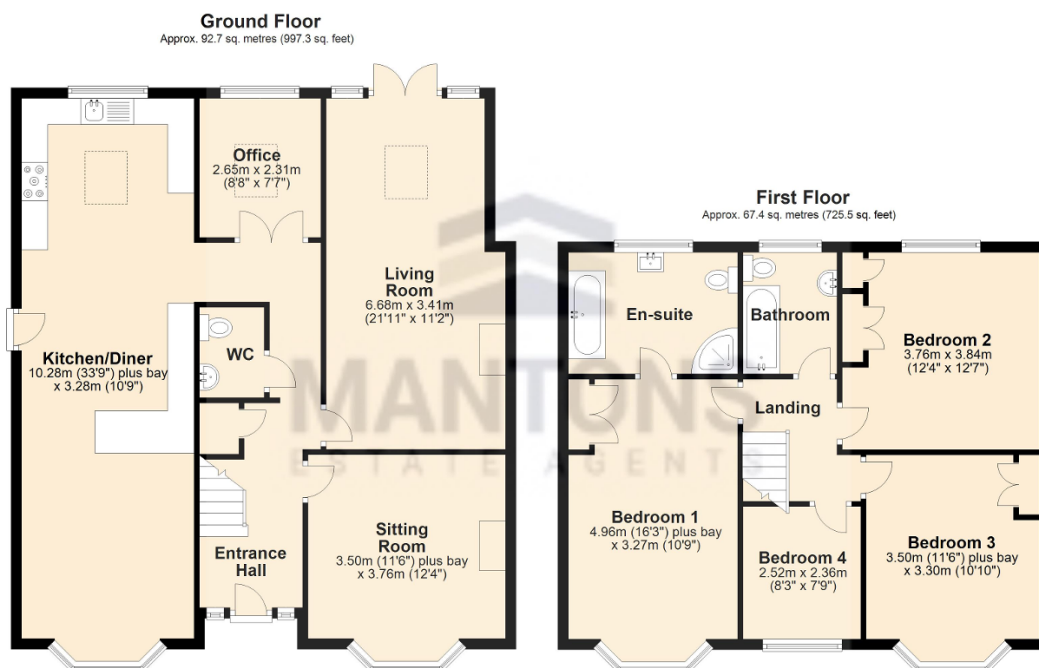 Ground Floor
Approx. 92.7 sq. metres (997.3 sq. feet)
Office
2.65m x 2.31m
(8'8" x 7'7")
Living
Room
6.68m x 3.41m
(21'11" x 11'2")
Kitchen/Diner
10.28m (33'9") plus bay
x 3.28m (10'9")
WC
Sitting
Room
3.50m (11'6") plus bay
x 3.76m (12'4")
Entrance
Hall
First Floor
Approx. 67.4 sq. metres (725.5 sq. feet)
En-suite
Bathroom
Bedroom 2
3.76m x 3.84m
(12'4" x 12'7")
Landing
Bedroom 1
4.96m (16'3") plus bay
x 3.27m (10'9")
Bedroom 4
2.52m x 2.36m
(8'3" x 7'9")
Bedroom 3
3.50m (11'6") plus bay
x 3.30m (10'10")
MANTONS
ESTATE AGENTS